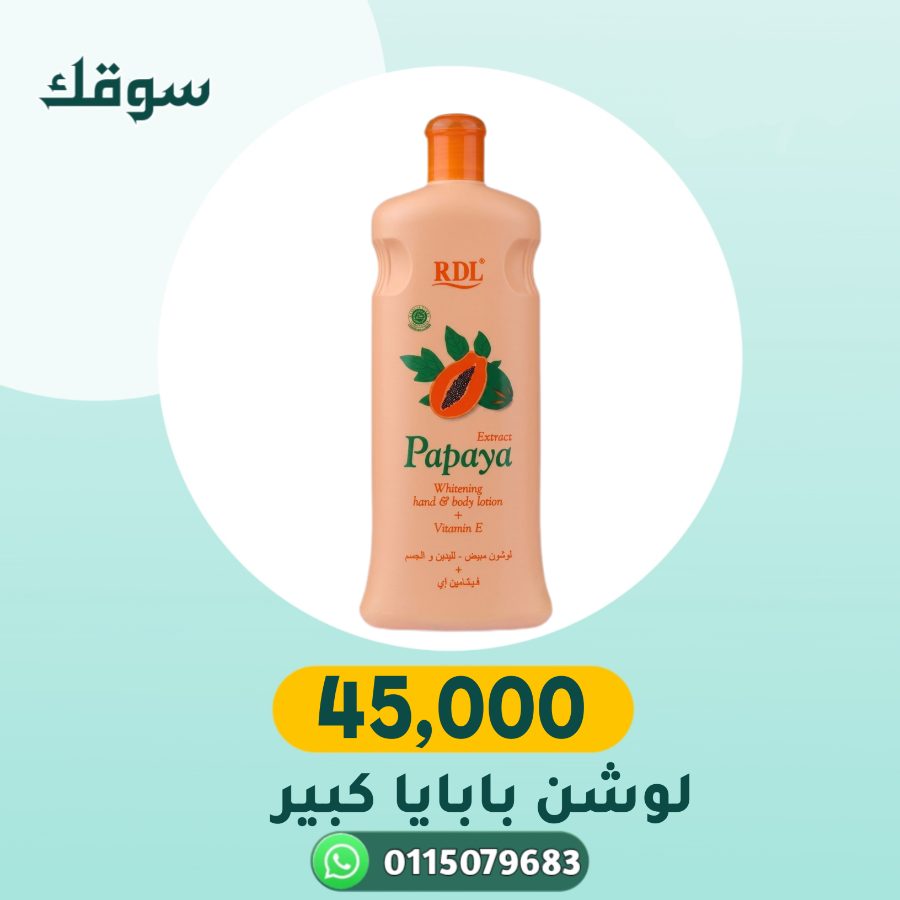 سوقك
RDL®
Extract
Papaya
Whitening
hand & body lotion
+
Vitamin E
لوشون مبيض - لليدين و الجسم
+
فيتامين إي
45,000
لوشن بابايا كبير
0115079683